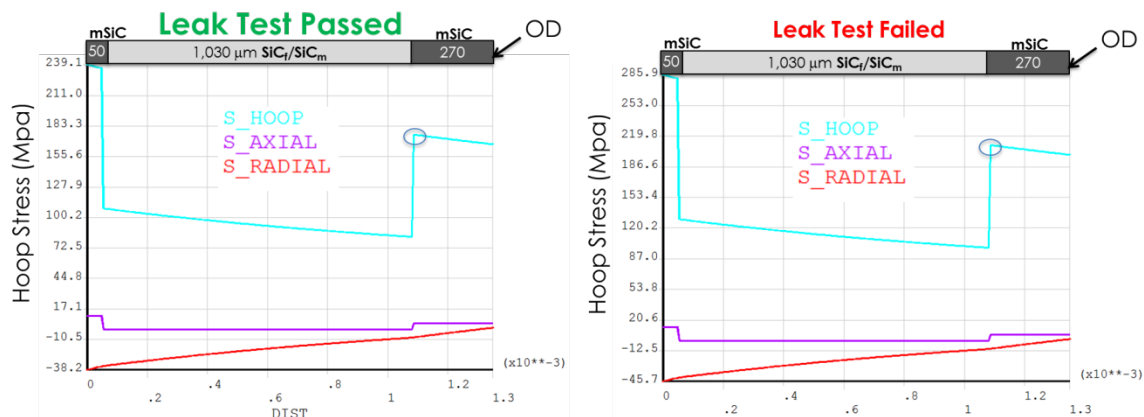 Leak Test Passed
mSiC
mSiC
OD
50
1,030 µm SiCf/SiCm
270
239.1
211.0
183.3
155.6
127.9
100.2
72.5
44.8
17.1
-10.5
-38.2
Hoop Stress (Mpa)
S_HOOP
S_AXIAL
S_RADIAL
(x10**-3)
0
.4
.8
1.2
.2
.6
1
1.3
DIST
Leak Test Failed
mSiC
mSiC
OD
50
1,030 µm SiCf/SiCm
270
285.9
253.0
219.8
186.6
153.4
120.2
87.0
53.8
20.6
-12.5
-45.7
Hoop Stress (Mpa)
S_HOOP
S_AXIAL
S_RADIAL
(x10**-3)
0
.4
.8
1.2
.2
.6
1
1.3